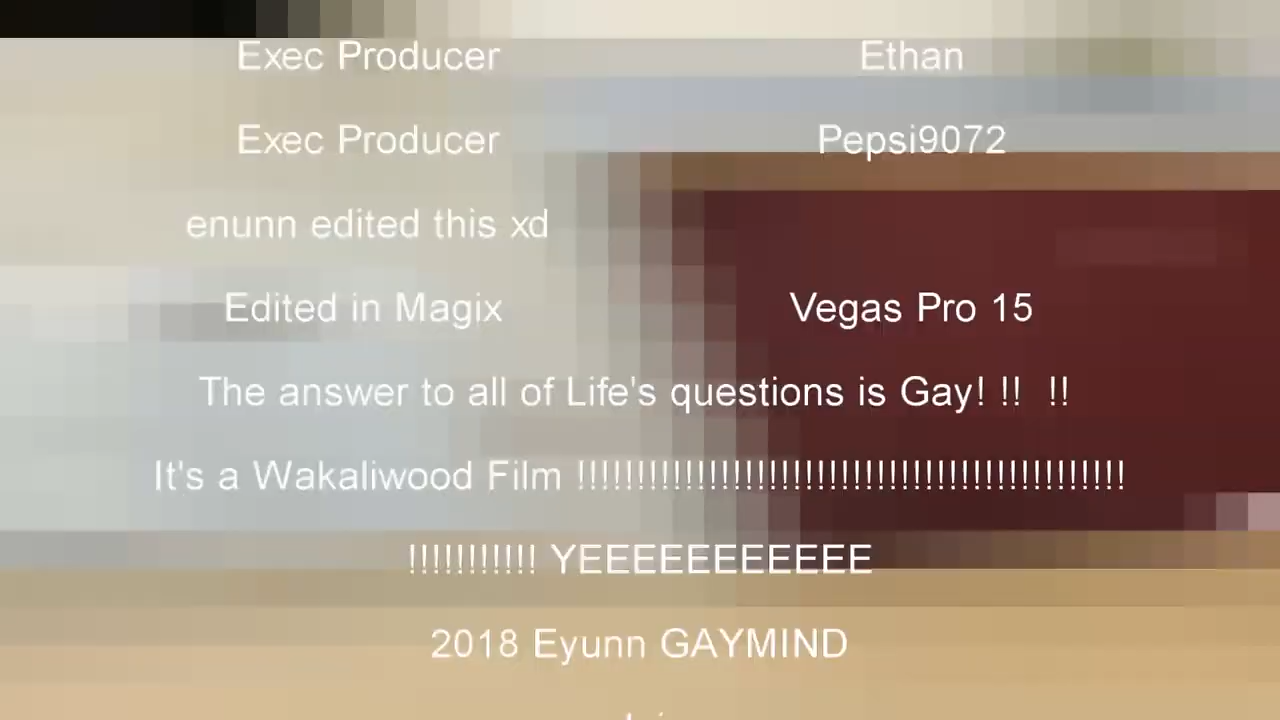 Exec Producer Ethan
Exec Producer Pepsi9072
enunn edited this xd
Edited in Magix Vegas Pro 15
The answer to all of Life's questions is Gay! !!  !!
It's a Wakaliwood Film !!!!!!!!!!!!!!!!!!!!!!!!!!!!!!!!!!!!!!!!!!!!!!
!!!!!!!!!!! YEEEEEEEEEEE
2018 Eyunn GAYMIND